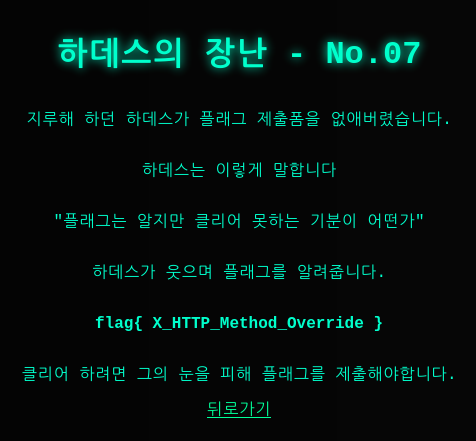 하데스의 장난 - No.07
지루해 하던 하데스가 플래그 제출폼을 없애버렸습니다.
하데스는 이렇게 말합니다
"플래그는 알지만 클리어 못하는 기분이 어떤가"
하데스가 웃으며 플래그를 알려줍니다.
flag{ X_HTTP_Method_Override }
클리어 하려면 그의 눈을 피해 플래그를 제출해야합니다.
뒤로가기